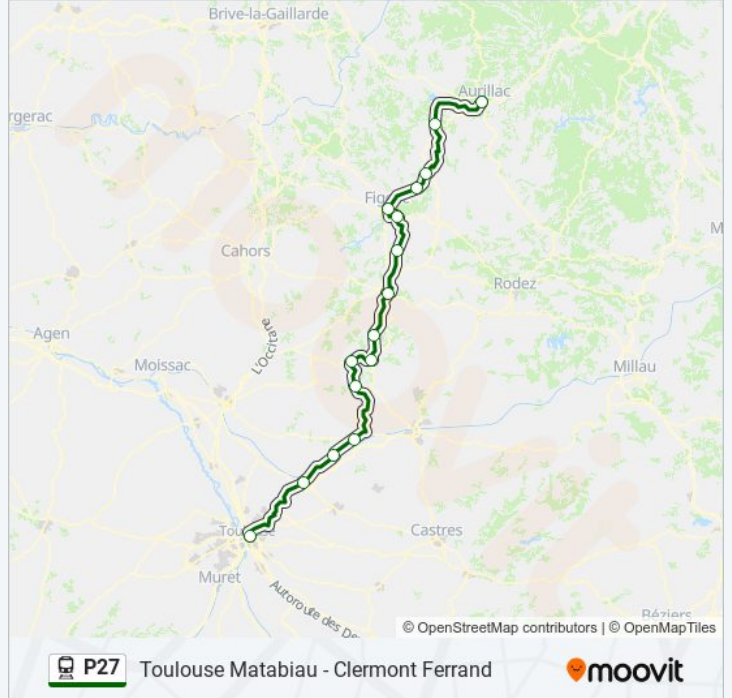 Brive-la-Gaillarde
Aurillac
rgerac
Cahors
Rodez
Agen
L'Occitane
Moissac
Millau
Castres
Muret
Autoroute des De
Béziers
© OpenStreetMap contributors | © OpenMapTiles
P27
Toulouse Matabiau - Clermont Ferrand
moovit